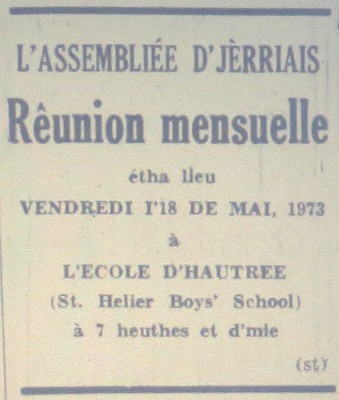 L'ASSEMBLIÉE D'JÈRRIAIS
Rêunion mensuelle
étha lieu
VENDREDI I'18 DE MAI, 1973
à
L'ECOLE D'HAUTREE
(St. Helier Boys' School)
à 7 heuthes et d'mie
(st)